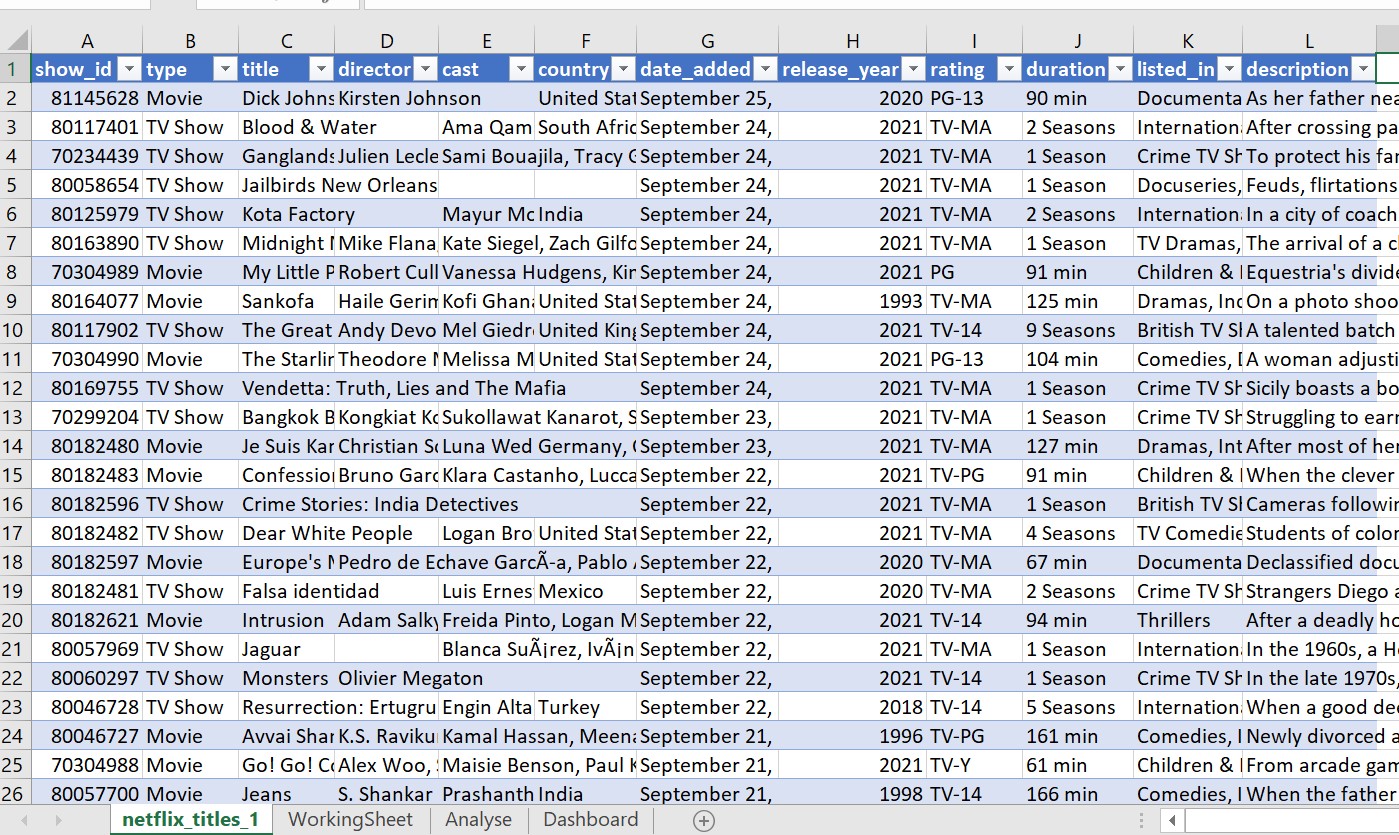 A B C D E F G H I J K L
1 show_id type title director cast country date_added release_year rating duration listed_in description
2 81145628 Movie Dick Johns Kirsten Johnson United Stat September 25, 2020 PG-13 90 min Documenta As her father nea
3 80117401 TV Show Blood & Water Ama Qam South Afric September 24, 2021 TV-MA 2 Seasons Internation After crossing pa
4 70234439 TV Show Ganglands Julien Lecle Sami Bouajila, Tracy G September 24, 2021 TV-MA 1 Season Crime TV Sh To protect his fam
5 80058654 TV Show Jailbirds New Orleans September 24, 2021 TV-MA 1 Season Docuseries, Feuds, flirtations
6 80125979 TV Show Kota Factory Mayur Mo India September 24, 2021 TV-MA 2 Seasons Internation In a city of coach
7 80163890 TV Show Midnight Mike Flana Kate Siegel, Zach Gilfo September 24, 2021 TV-MA 1 Season TV Dramas, The arrival of a c
8 70304989 Movie My Little P Robert Cull Vanessa Hudgens, Kim September 24, 2021 PG 91 min Children & Equestria's divide
9 80164077 Movie Sankofa Haile Gerim Kofi Ghana United Stat September 24, 1993 TV-MA 125 min Dramas, Ind On a photo shoo
10 80117902 TV Show The Great Andy Devo Mel Giedr United King September 24, 2021 TV-14 9 Seasons British TV Sh A talented batch
11 70304990 Movie The Starlin Theodore M Melissa M United Stat September 24, 2021 PG-13 104 min Comedies, D A woman adjusti
12 80169755 TV Show Vendetta: Truth, Lies and The Mafia September 24, 2021 TV-MA 1 Season Crime TV Sh Sicily boasts a bo
13 70299204 TV Show Bangkok B Kongkiat Ko Sukollawat Kanarot, S September 23, 2021 TV-MA 1 Season Crime TV Sh Struggling to earn
14 80182480 Movie Je Suis Kar Christian Sc Luna Wed Germany, September 23, 2021 TV-MA 127 min Dramas, Int After most of her
15 80182483 Movie Confession Bruno Garo Klara Castanho, Lucca September 22, 2021 TV-PG 91 min Children & When the clever
16 80182596 TV Show Crime Stories: India Detectives September 22, 2021 TV-MA 1 Season British TV Sh Cameras followin
17 80182482 TV Show Dear White People Logan Bro United Stat September 22, 2021 TV-MA 4 Seasons TV Comedie Students of color
18 80182597 Movie Europe's Pedro de Echave GarcÃ-a, Pablo September 22, 2020 TV-MA 67 min Documenta Declassified docu
19 80182481 TV Show Falsa identidad Luis Ernes Mexico September 22, 2020 TV-MA 2 Seasons Crime TV Sh Strangers Diego a
20 80182621 Movie Intrusion Adam Salky Freida Pinto, Logan M September 22, 2021 TV-14 94 min Thrillers After a deadly ho
21 80057969 TV Show Jaguar Blanca SuÃ¡rez, IvÃ¡n September 22, 2021 TV-MA 1 Season Internation In the 1960s, a H
22 80060297 TV Show Monsters Olivier Megaton September 22, 2021 TV-14 1 Season Crime TV Sh In the late 1970s,
23 80046728 TV Show Resurrection: Ertugru Engin Alta Turkey September 22, 2018 TV-14 5 Seasons Internation When a good dee
24 80046727 Movie Avvai Shan K.S. Raviku Kamal Hassan, Meena September 21, 1996 TV-PG 161 min Comedies, I Newly divorced a
25 70304988 Movie Go! Go! Co Alex Woo, Maisie Benson, Paul K September 21, 2021 TV-Y 61 min Children & From arcade gam
26 80057700 Movie Jeans S. Shankar Prashanth India September 21, 1998 TV-14 166 min Comedies, I When the father
netflix_titles_1 WorkingSheet Analyse Dashboard